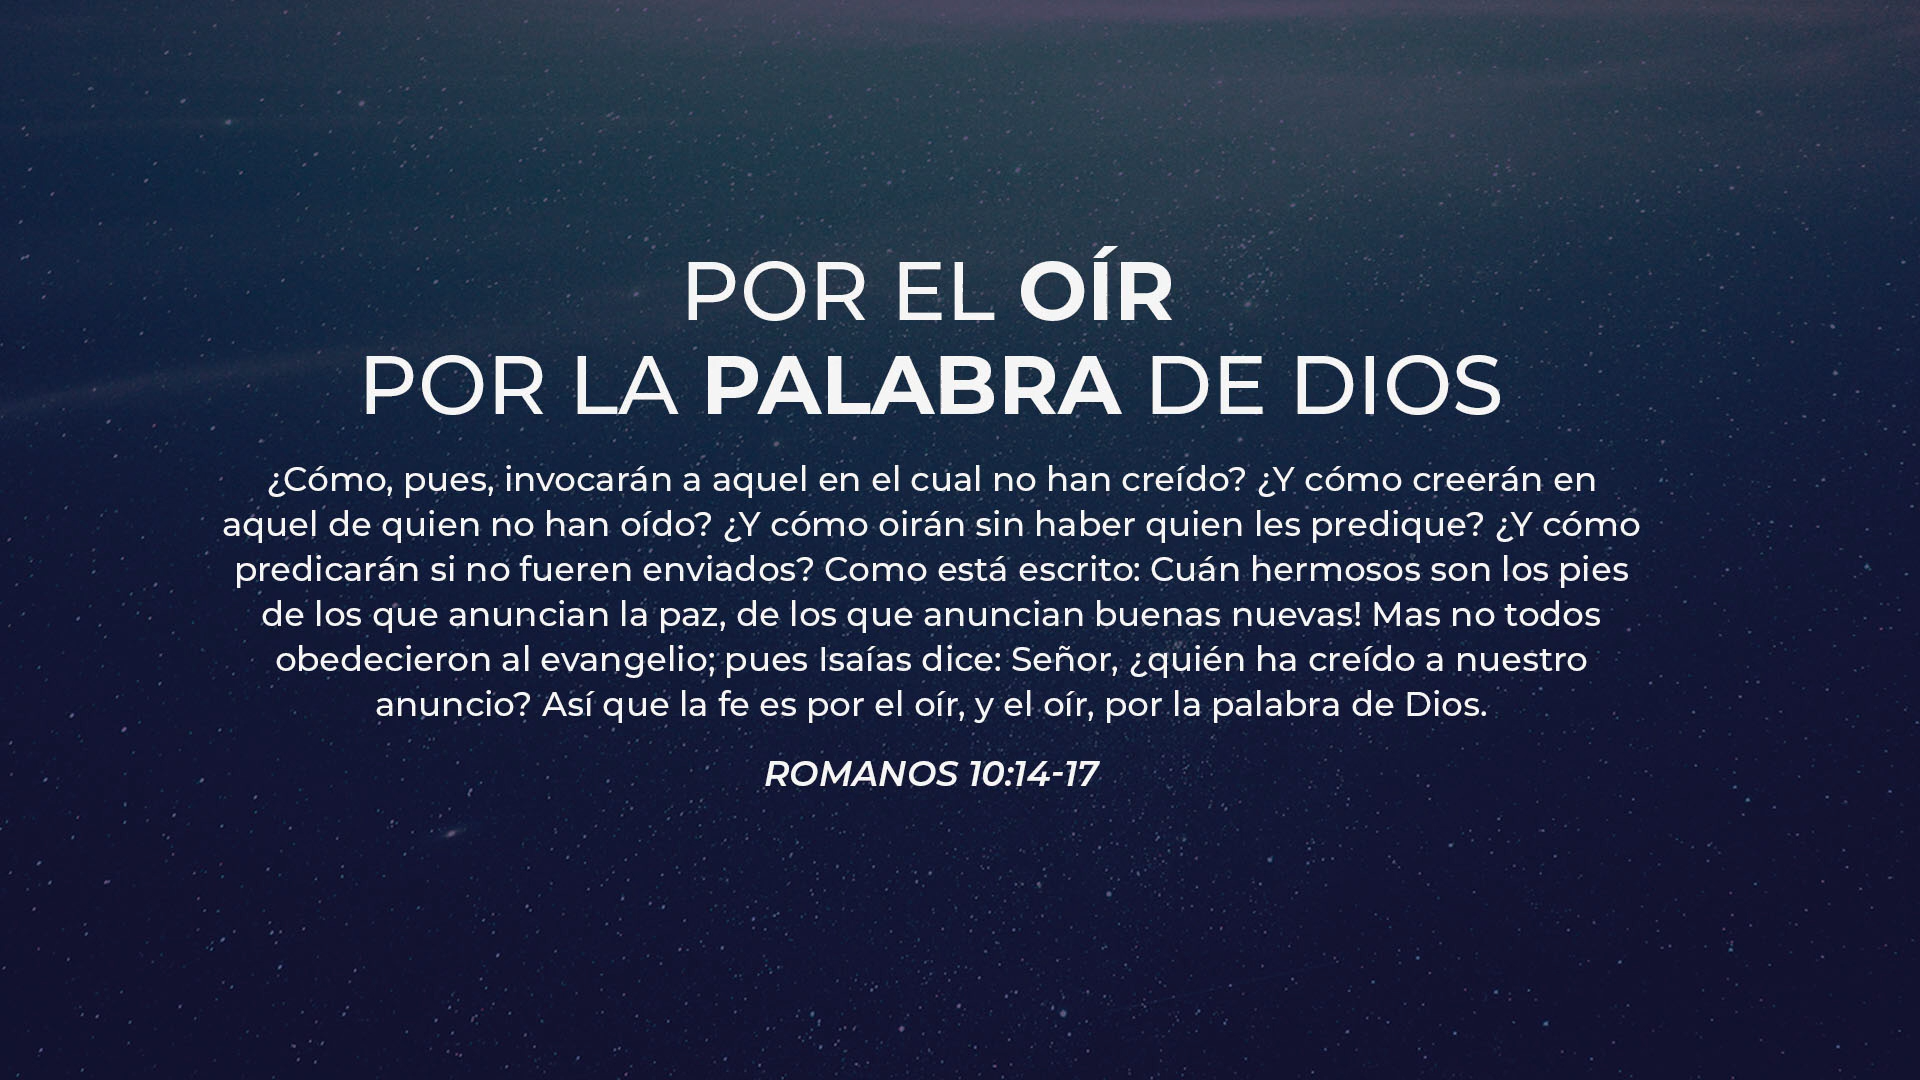 POR EL OÍR
POR LA PALABRA DE DIOS
¿Cómo, pues, invocarán a aquel en el cual no han creído? ¿Y cómo creerán en
aquel de quien no han oído? ¿Y cómo oirán sin haber quien les predique? ¿Y cómo
predicarán si no fueren enviados? Como está escrito: Cuán hermosos son los pies
de los que anuncian la paz, de los que anuncian buenas nuevas! Mas no todos
obedecieron al evangelio; pues Isaías dice: Señor, ¿quién ha creído a nuestro
anuncio? Así que la fe es por el oír, y el oír, por la palabra de Dios.
ROMANOS 10:14-17